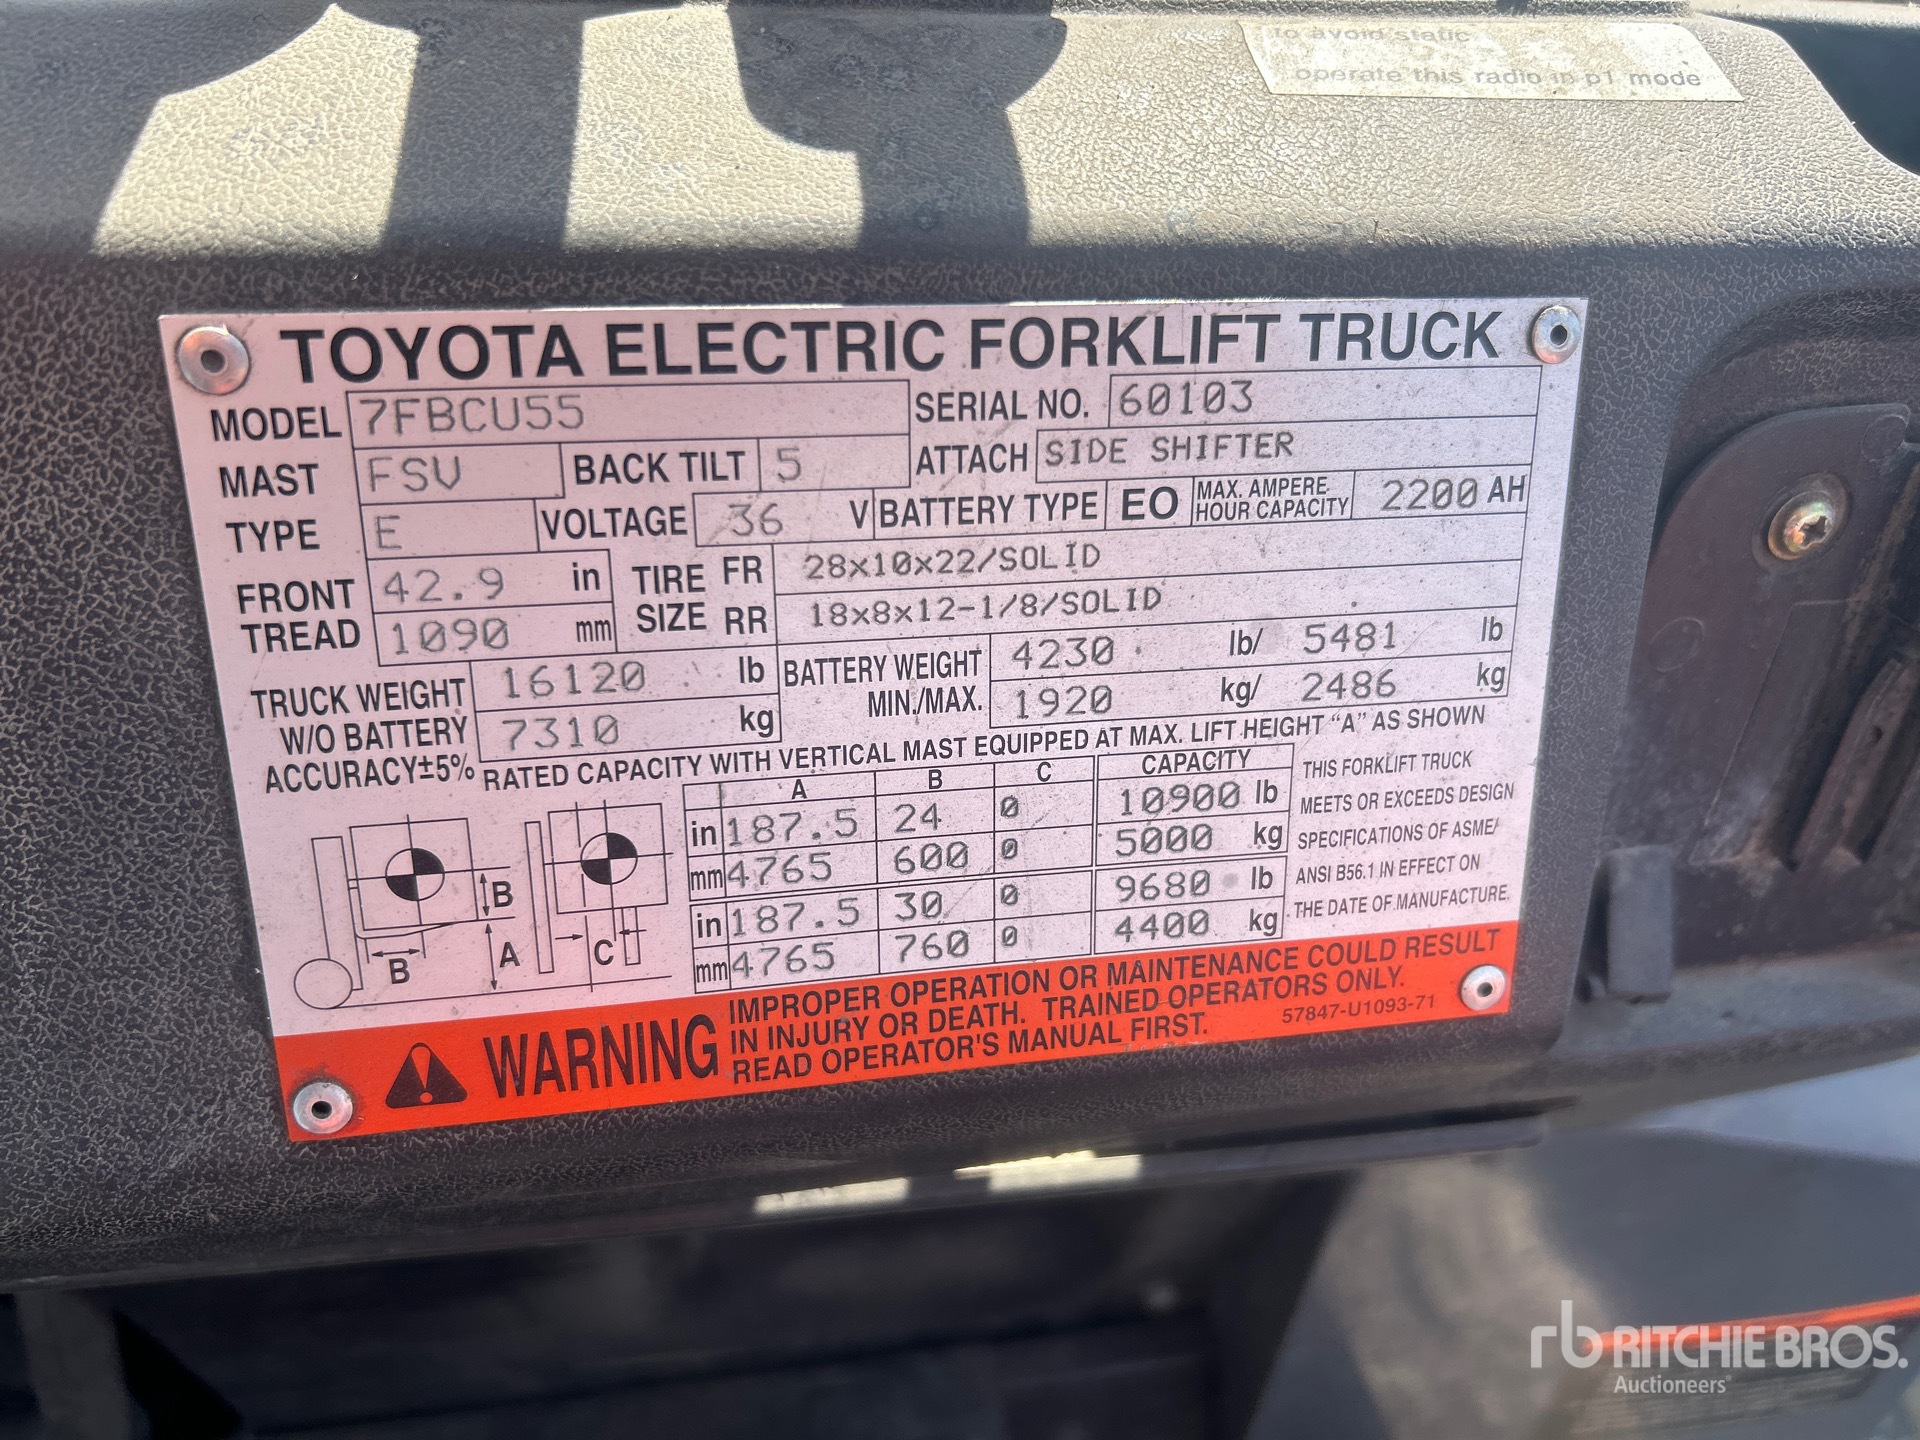 to avoid static
operate this radio in p1 mode
TOYOTA ELECTRIC FORKLIFT TRUCK
MODEL 7FBCU55 SERIAL NO. 60103
MAST FSV BACK TILT 5 ATTACH SIDE SHIFTER
TYPE E VOLTAGE 36 V BATTERY TYPE EO MAX. AMPERE HOUR CAPACITY 2200 AH
FRONT TREAD 42.9 in TIRE SIZE FR 28x10x22/SOLID
1090 mm RR 18x8x12-1/8/SOLID
TRUCK WEIGHT W/O BATTERY ACCURACY±5% 16120 lb BATTERY WEIGHT MIN./MAX. 4230 lb/ 5481 lb
7310 kg 1920 kg/ 2486 kg
RATED CAPACITY WITH VERTICAL MAST EQUIPPED AT MAX. LIFT HEIGHT "A" AS SHOWN
A B C CAPACITY
in 187.5 24 0 10900 lb
mm 4765 600 0 5000 kg
in 187.5 30 0 9680 lb
mm 4765 760 0 4400 kg
B
B
A
C
THIS FORKLIFT TRUCK
MEETS OR EXCEEDS DESIGN
SPECIFICATIONS OF ASME/
ANSI B56.1 IN EFFECT ON
THE DATE OF MANUFACTURE.
WARNING
IMPROPER OPERATION OR MAINTENANCE COULD RESULT
IN INJURY OR DEATH. TRAINED OPERATORS ONLY.
READ OPERATOR'S MANUAL FIRST.
57847-U1093-71
rb RITCHIE BROS.
Auctioneers